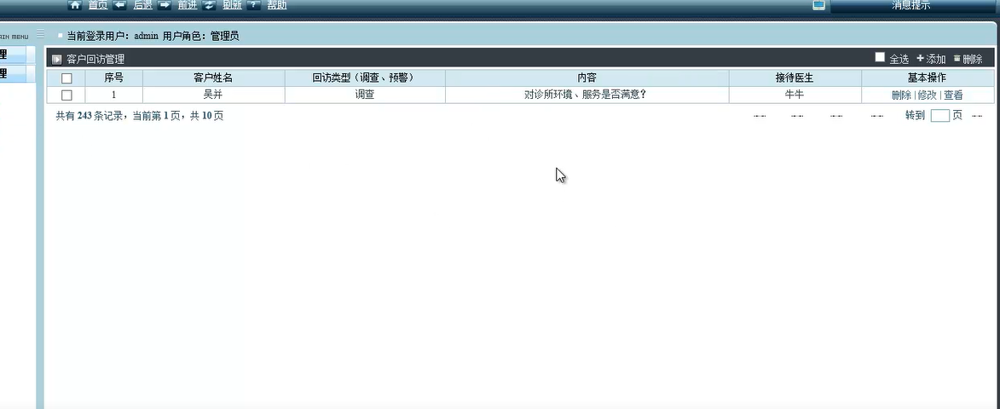 首页 后退 前进 刷新 帮助 消息提示
AIN MENU
当前登录用户：admin 用户角色：管理员
理
客户回访管理 全选 添加 删除
理
序号 客户姓名 回访类型（调查、预警） 内容 接待医生 基本操作
1 吴并 调查 对诊所环境、服务是否满意？ 牛牛 删除 | 修改 | 查看
共有 243 条记录，当前第 1 页，共 10 页 转到 页